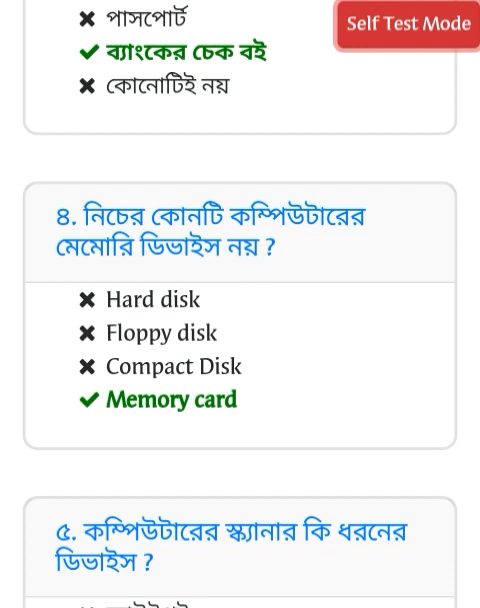 পাসপোর্ট
Self Test Mode
ব্যাংকের চেক বই
কোনোটিই নয়
৪. নিচের কোনটি কম্পিউটারের
মেমোরি ডিভাইস নয় ?
Hard disk
Floppy disk
Compact Disk
Memory card
৫. কম্পিউটারের স্ক্যানার কি ধরনের
ডিভাইস ?